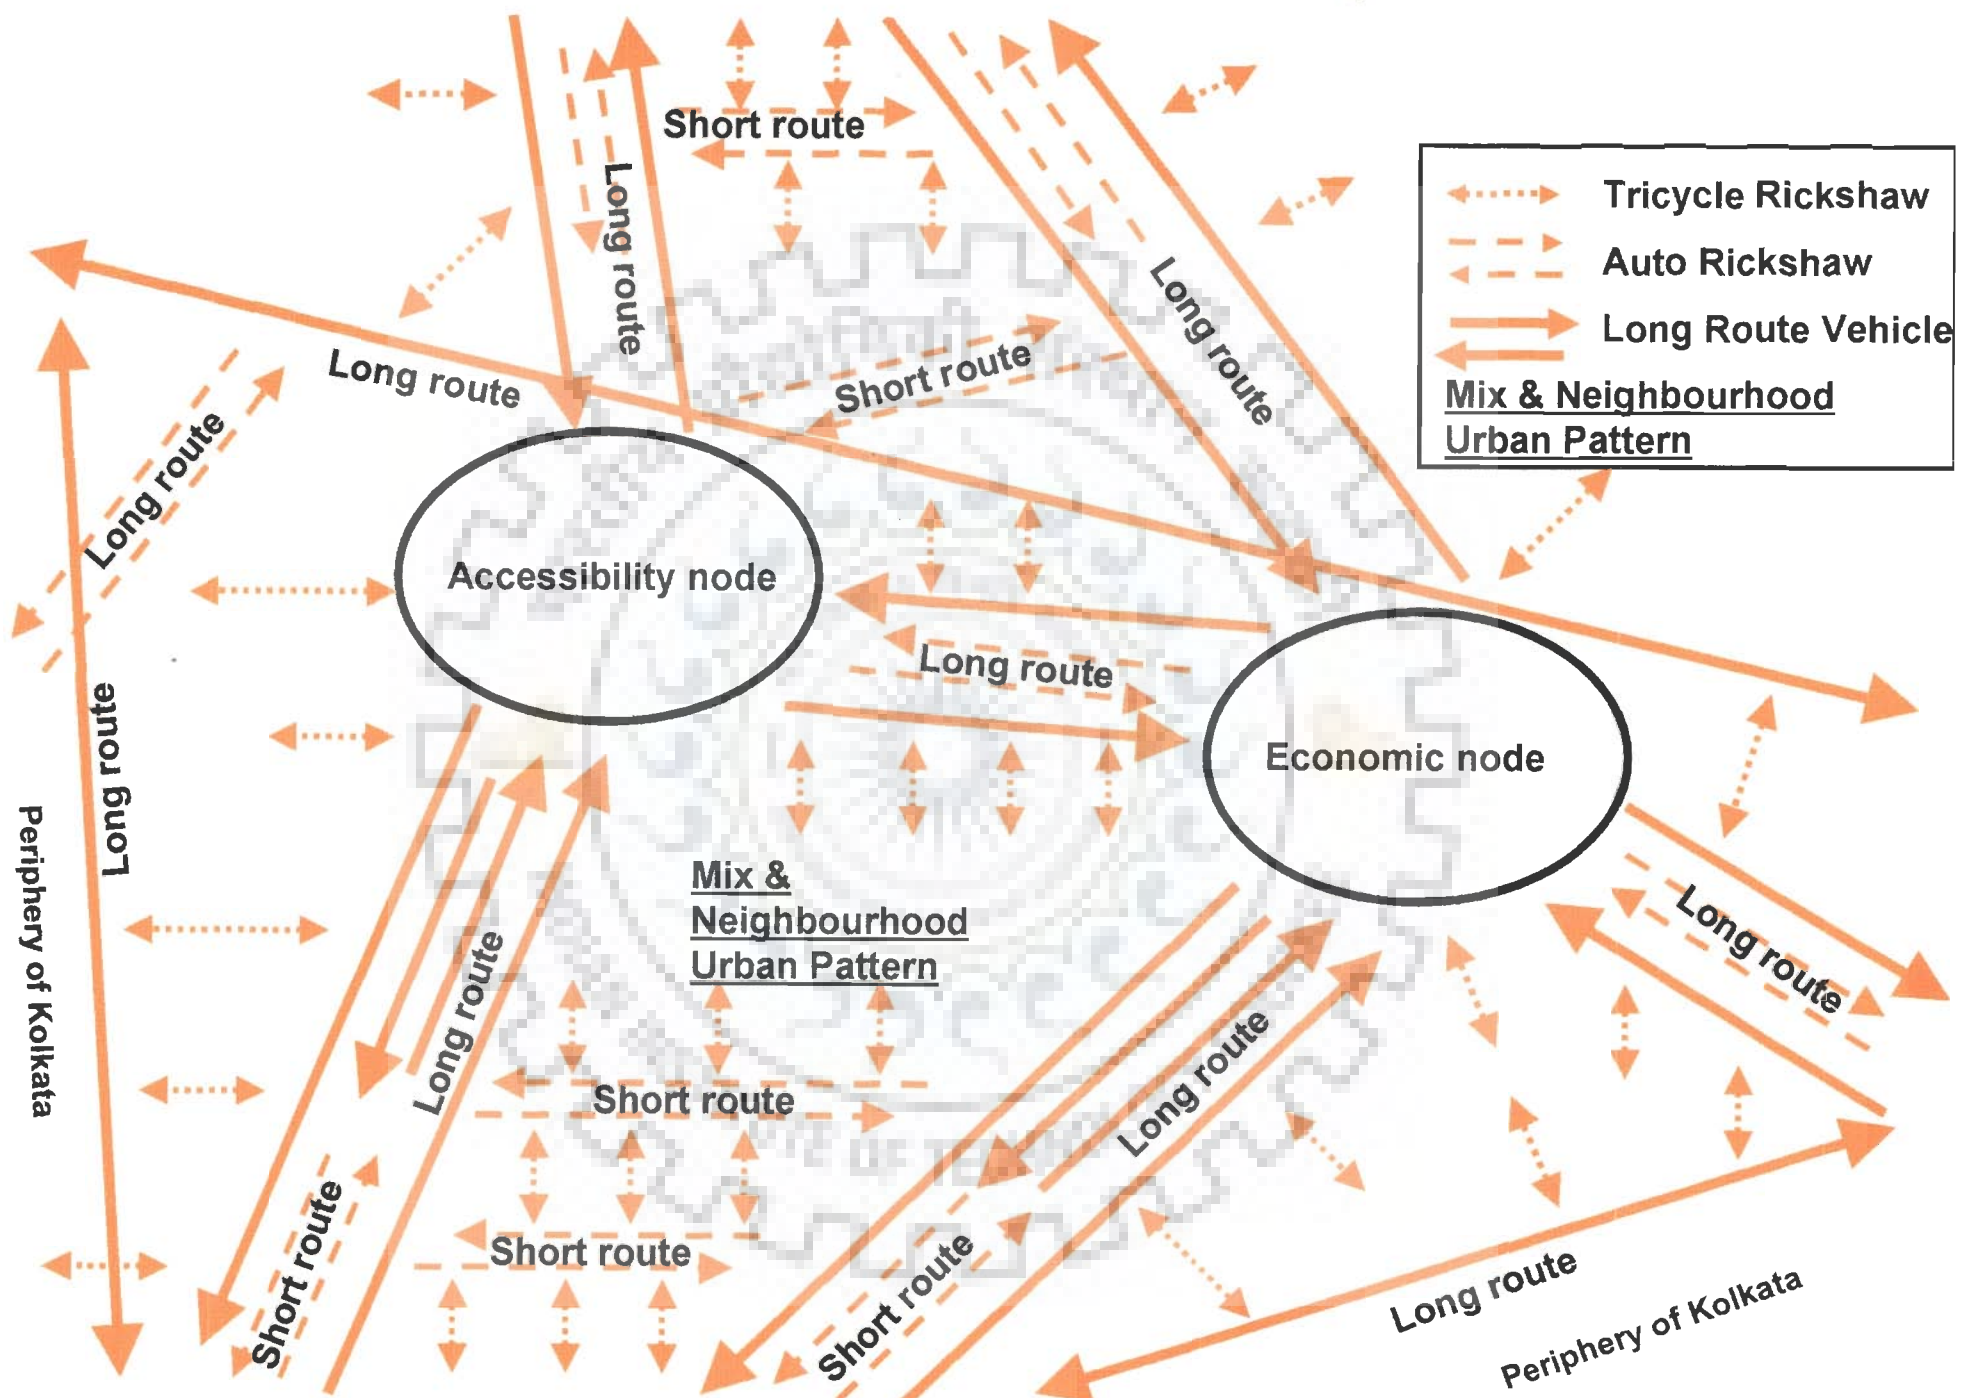 Short route
Long route
Long route
Tricycle Rickshaw
Auto Rickshaw
Long Route Vehicle
Mix & Neighbourhood
Urban Pattern
Long route
Short route
Long route
Accessibility node
Long route
Economic node
Long route
Periphery of Kolkata
Mix &
Neighbourhood
Urban Pattern
Long route
Long route
Long route
Short route
Short route
Short route
Short route
Long route
Periphery of Kolkata